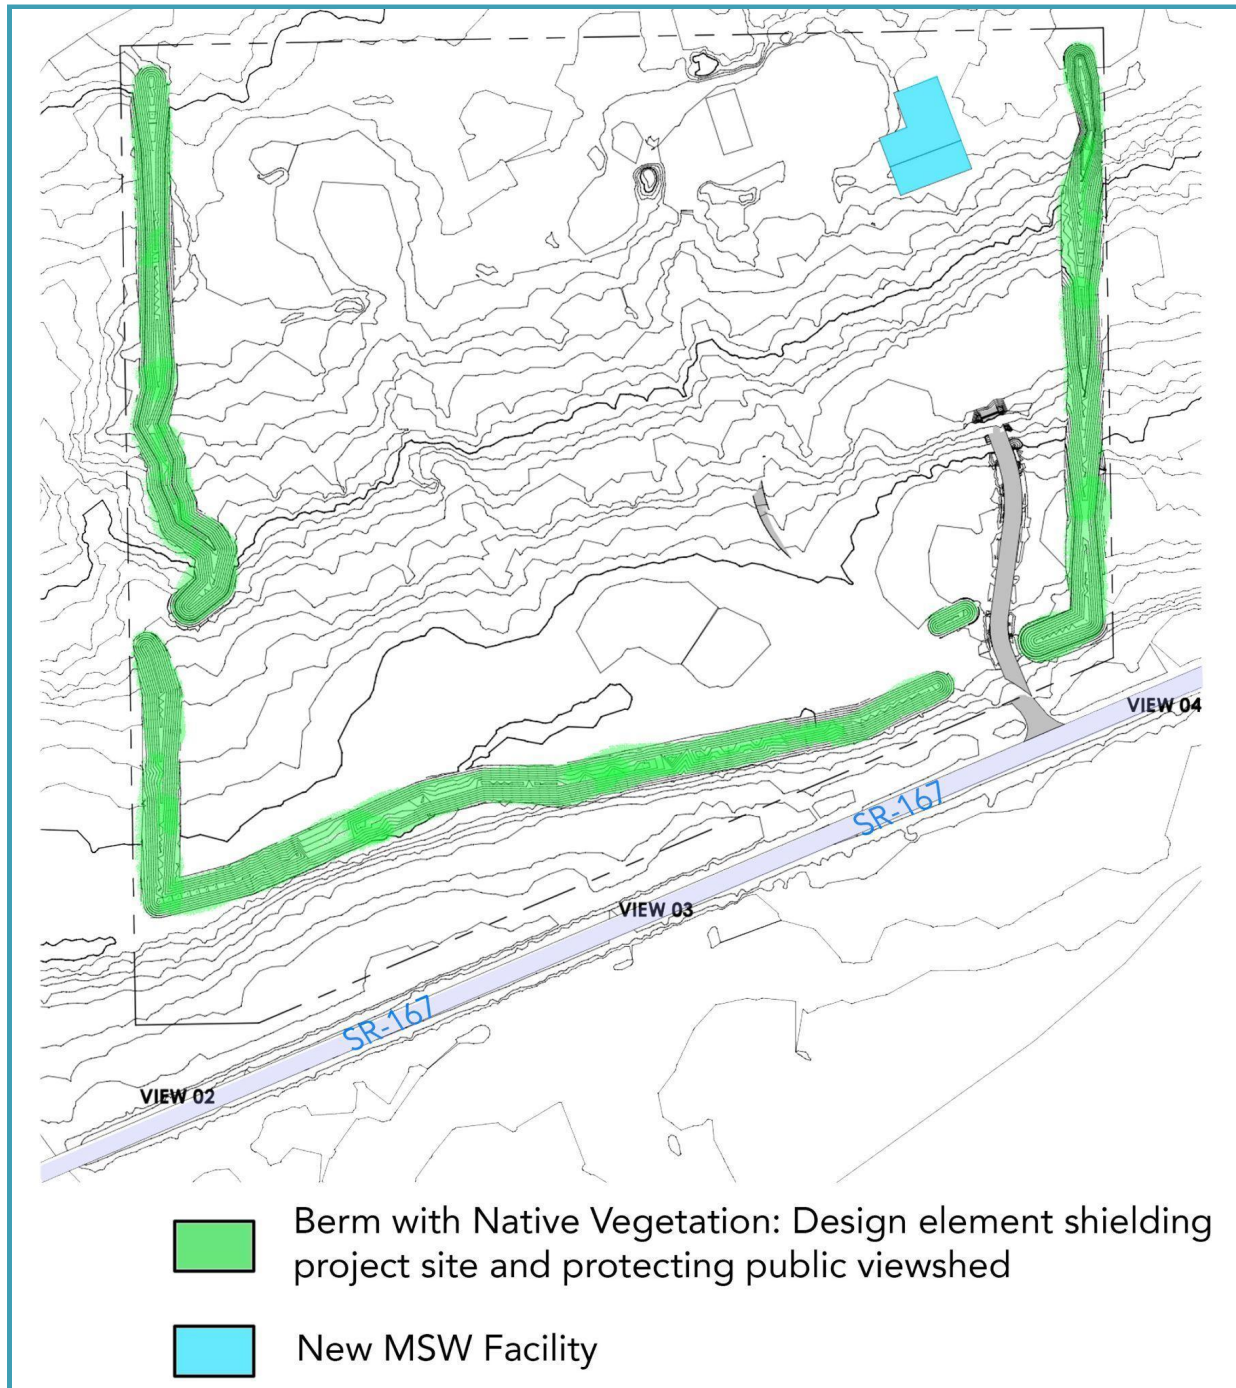 VIEW 04
SR-167
VIEW 03
SR-167
VIEW 02
Berm with Native Vegetation: Design element shielding
project site and protecting public viewshed
New MSW Facility